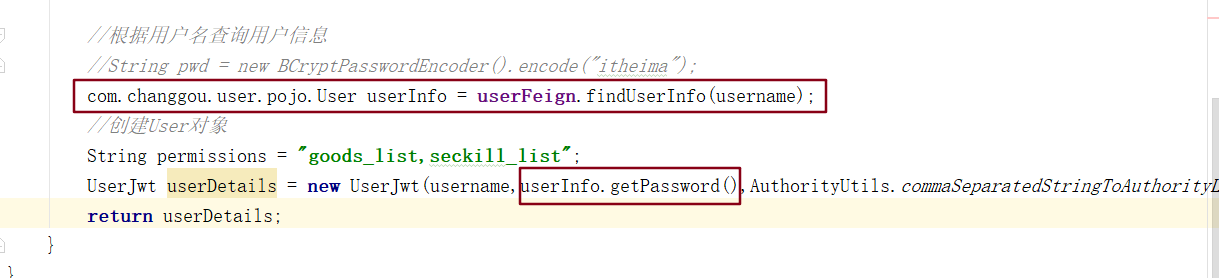 //根据用户名查询用户信息
//String pwd = new BCryptPasswordEncoder().encode("itheima");
com.changgou.user.pojo.User userInfo = userFeign.findUserInfo(username);
//创建User对象
String permissions = "goods_list,seckill_list";
UserJwt userDetails = new UserJwt(username,userInfo.getPassword(),AuthorityUtils.commaSeparatedStringToAuthorityL
return userDetails;
}
}